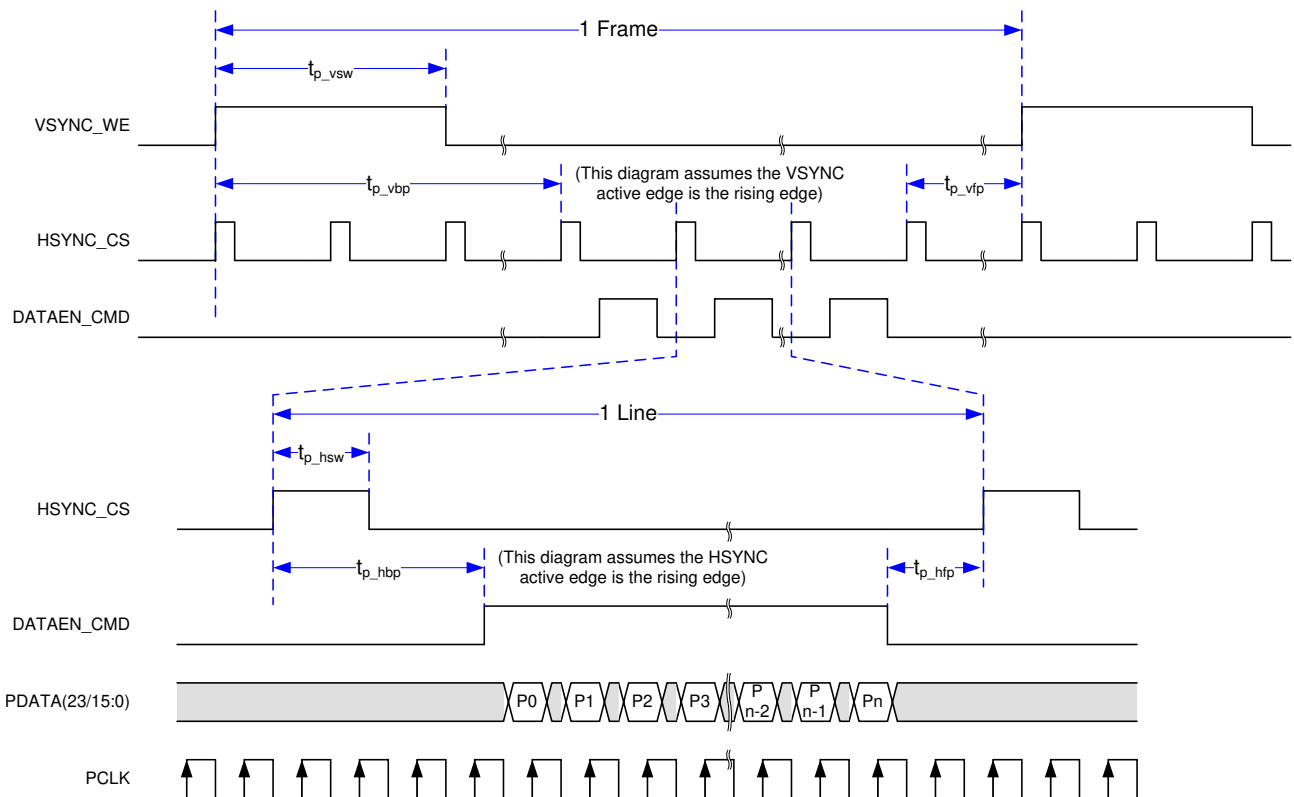 1 Frame
tp_vsw
VSYNC_WE
(This diagram assumes the VSYNC
active edge is the rising edge)
tp_vbp
tp_vfp
HSYNC_CS
DATAEN_CMD
1 Line
tp_hsw
HSYNC_CS
(This diagram assumes the HSYNC
active edge is the rising edge)
tp_hbp
tp_hfp
DATAEN_CMD
PDATA(23/15:0)
P0
P1
P2
P3
P
n-2
P
n-1
Pn
PCLK